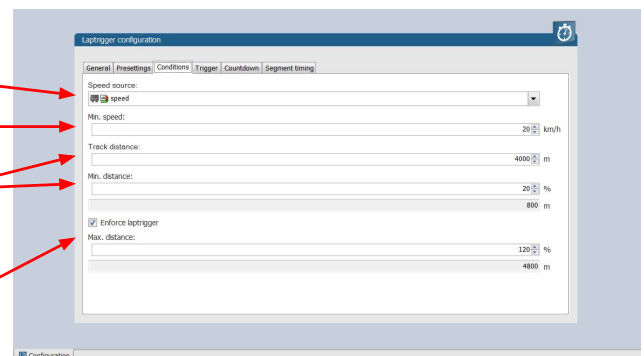 Laptrigger configuration
General Presettings Conditions Trigger Countdown Segment timing
Speed source:
speed
Min. speed:
20 km/h
Track distance:
4000 m
Min. distance:
20 %
800 m
Enforce laptrigger
Max. distance:
120 %
4800 m
Configuration